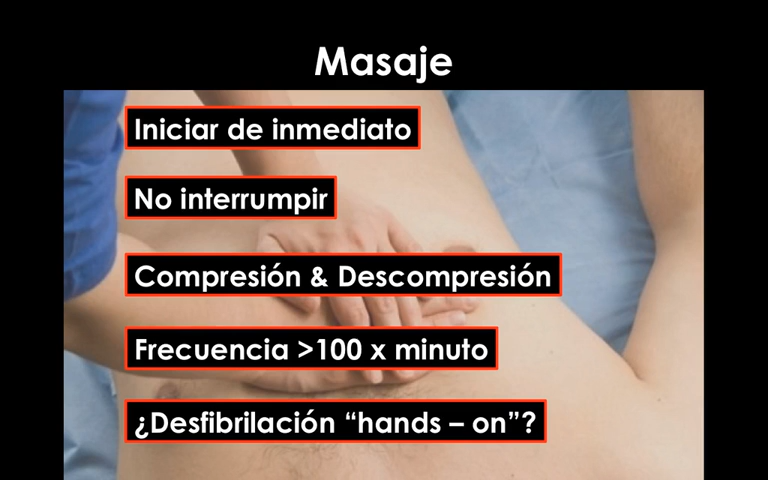 Masaje
Iniciar de inmediato
No interrumpir
Compresión & Descompresión
Frecuencia >100 x minuto
¿Desfibrilación “hands – on”?